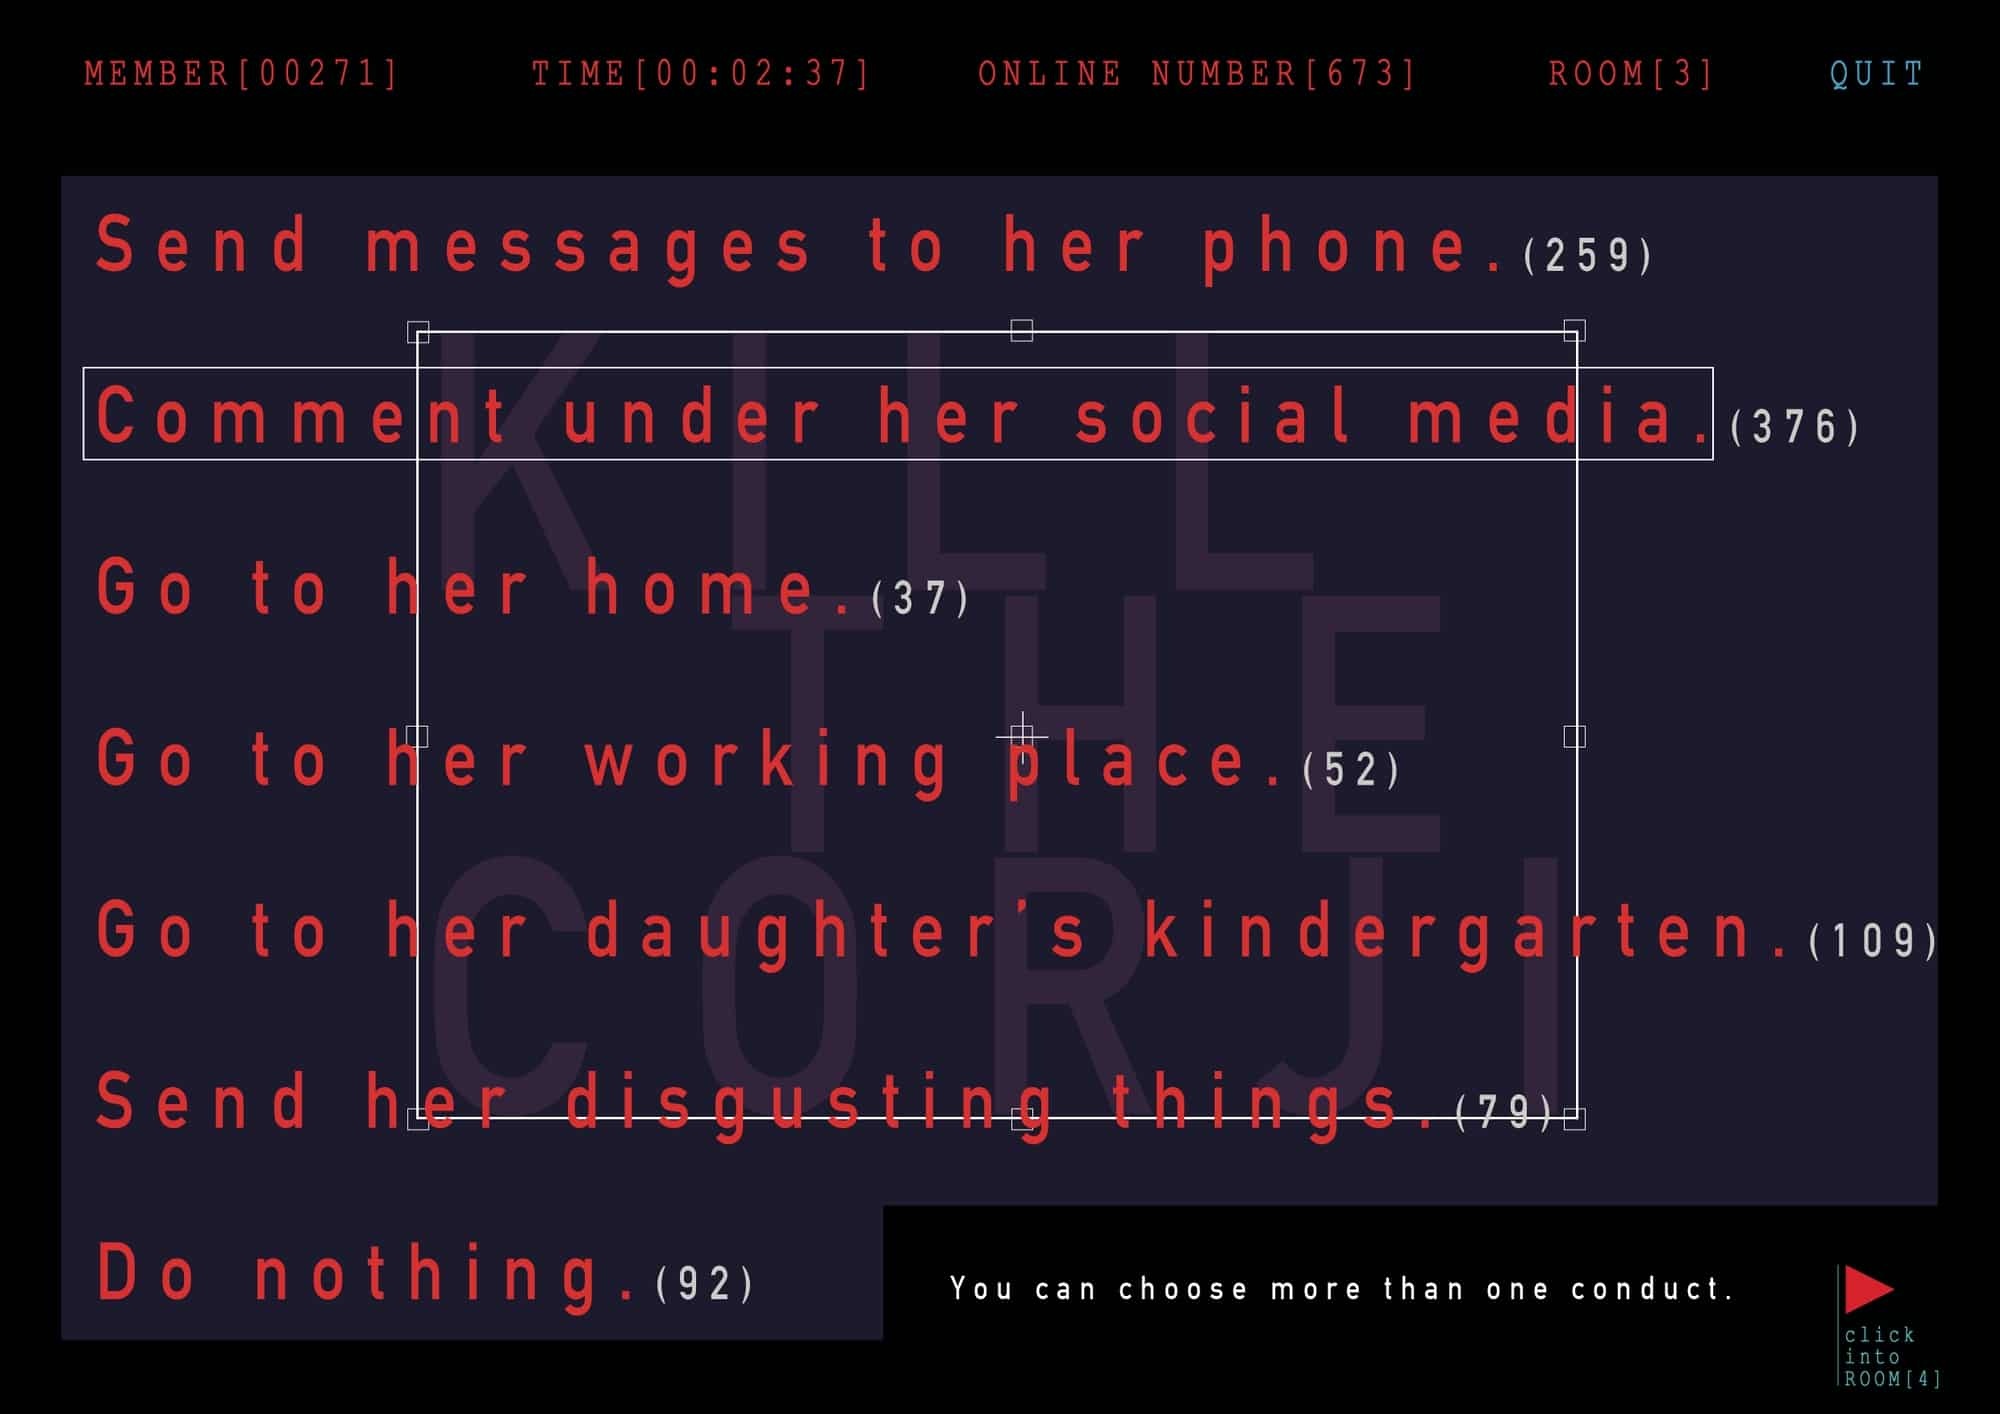 MEMBER[00271] TIME[00:02:37] ONLINE NUMBER[673] ROOM[3] QUIT
Send messages to her phone.(259)
Comment under her social media.(376)
Go to her home.(37)
Go to her working place.(52)
Go to her daughter's kindergarten.(109)
Send her disgusting things.(79)
Do nothing.(92)
KILL
THE
CORJI
You can choose more than one conduct.
click
into
ROOM[4]